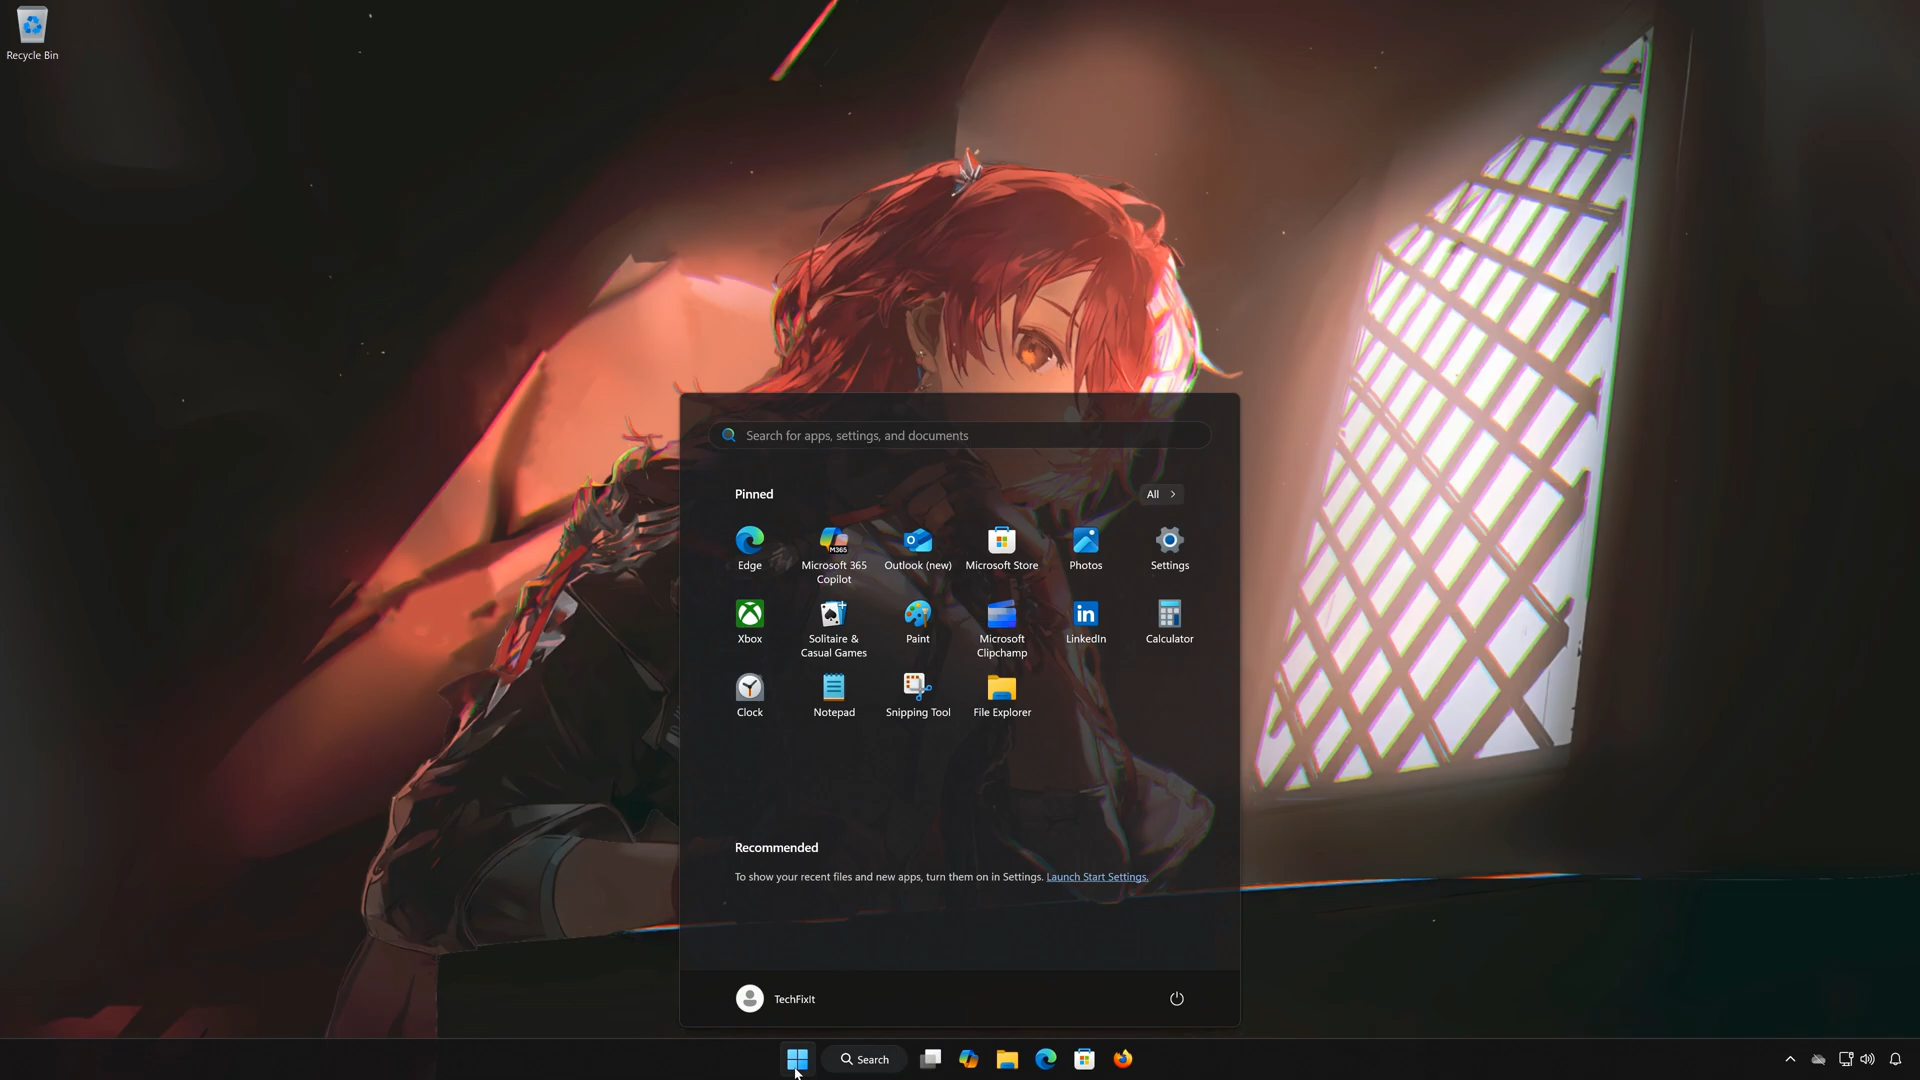 Recycle Bin
Search for apps, settings, and documents
Pinned
All
Edge
Microsoft 365
Copilot
M365
Outlook (new)
Microsoft Store
Photos
Settings
Xbox
Solitaire &
Casual Games
Paint
Microsoft
Clipchamp
in
LinkedIn
Calculator
Clock
Notepad
Snipping Tool
File Explorer
Recommended
To show your recent files and new apps, turn them on in Settings. Launch Start Settings.
TechFixIt
Search